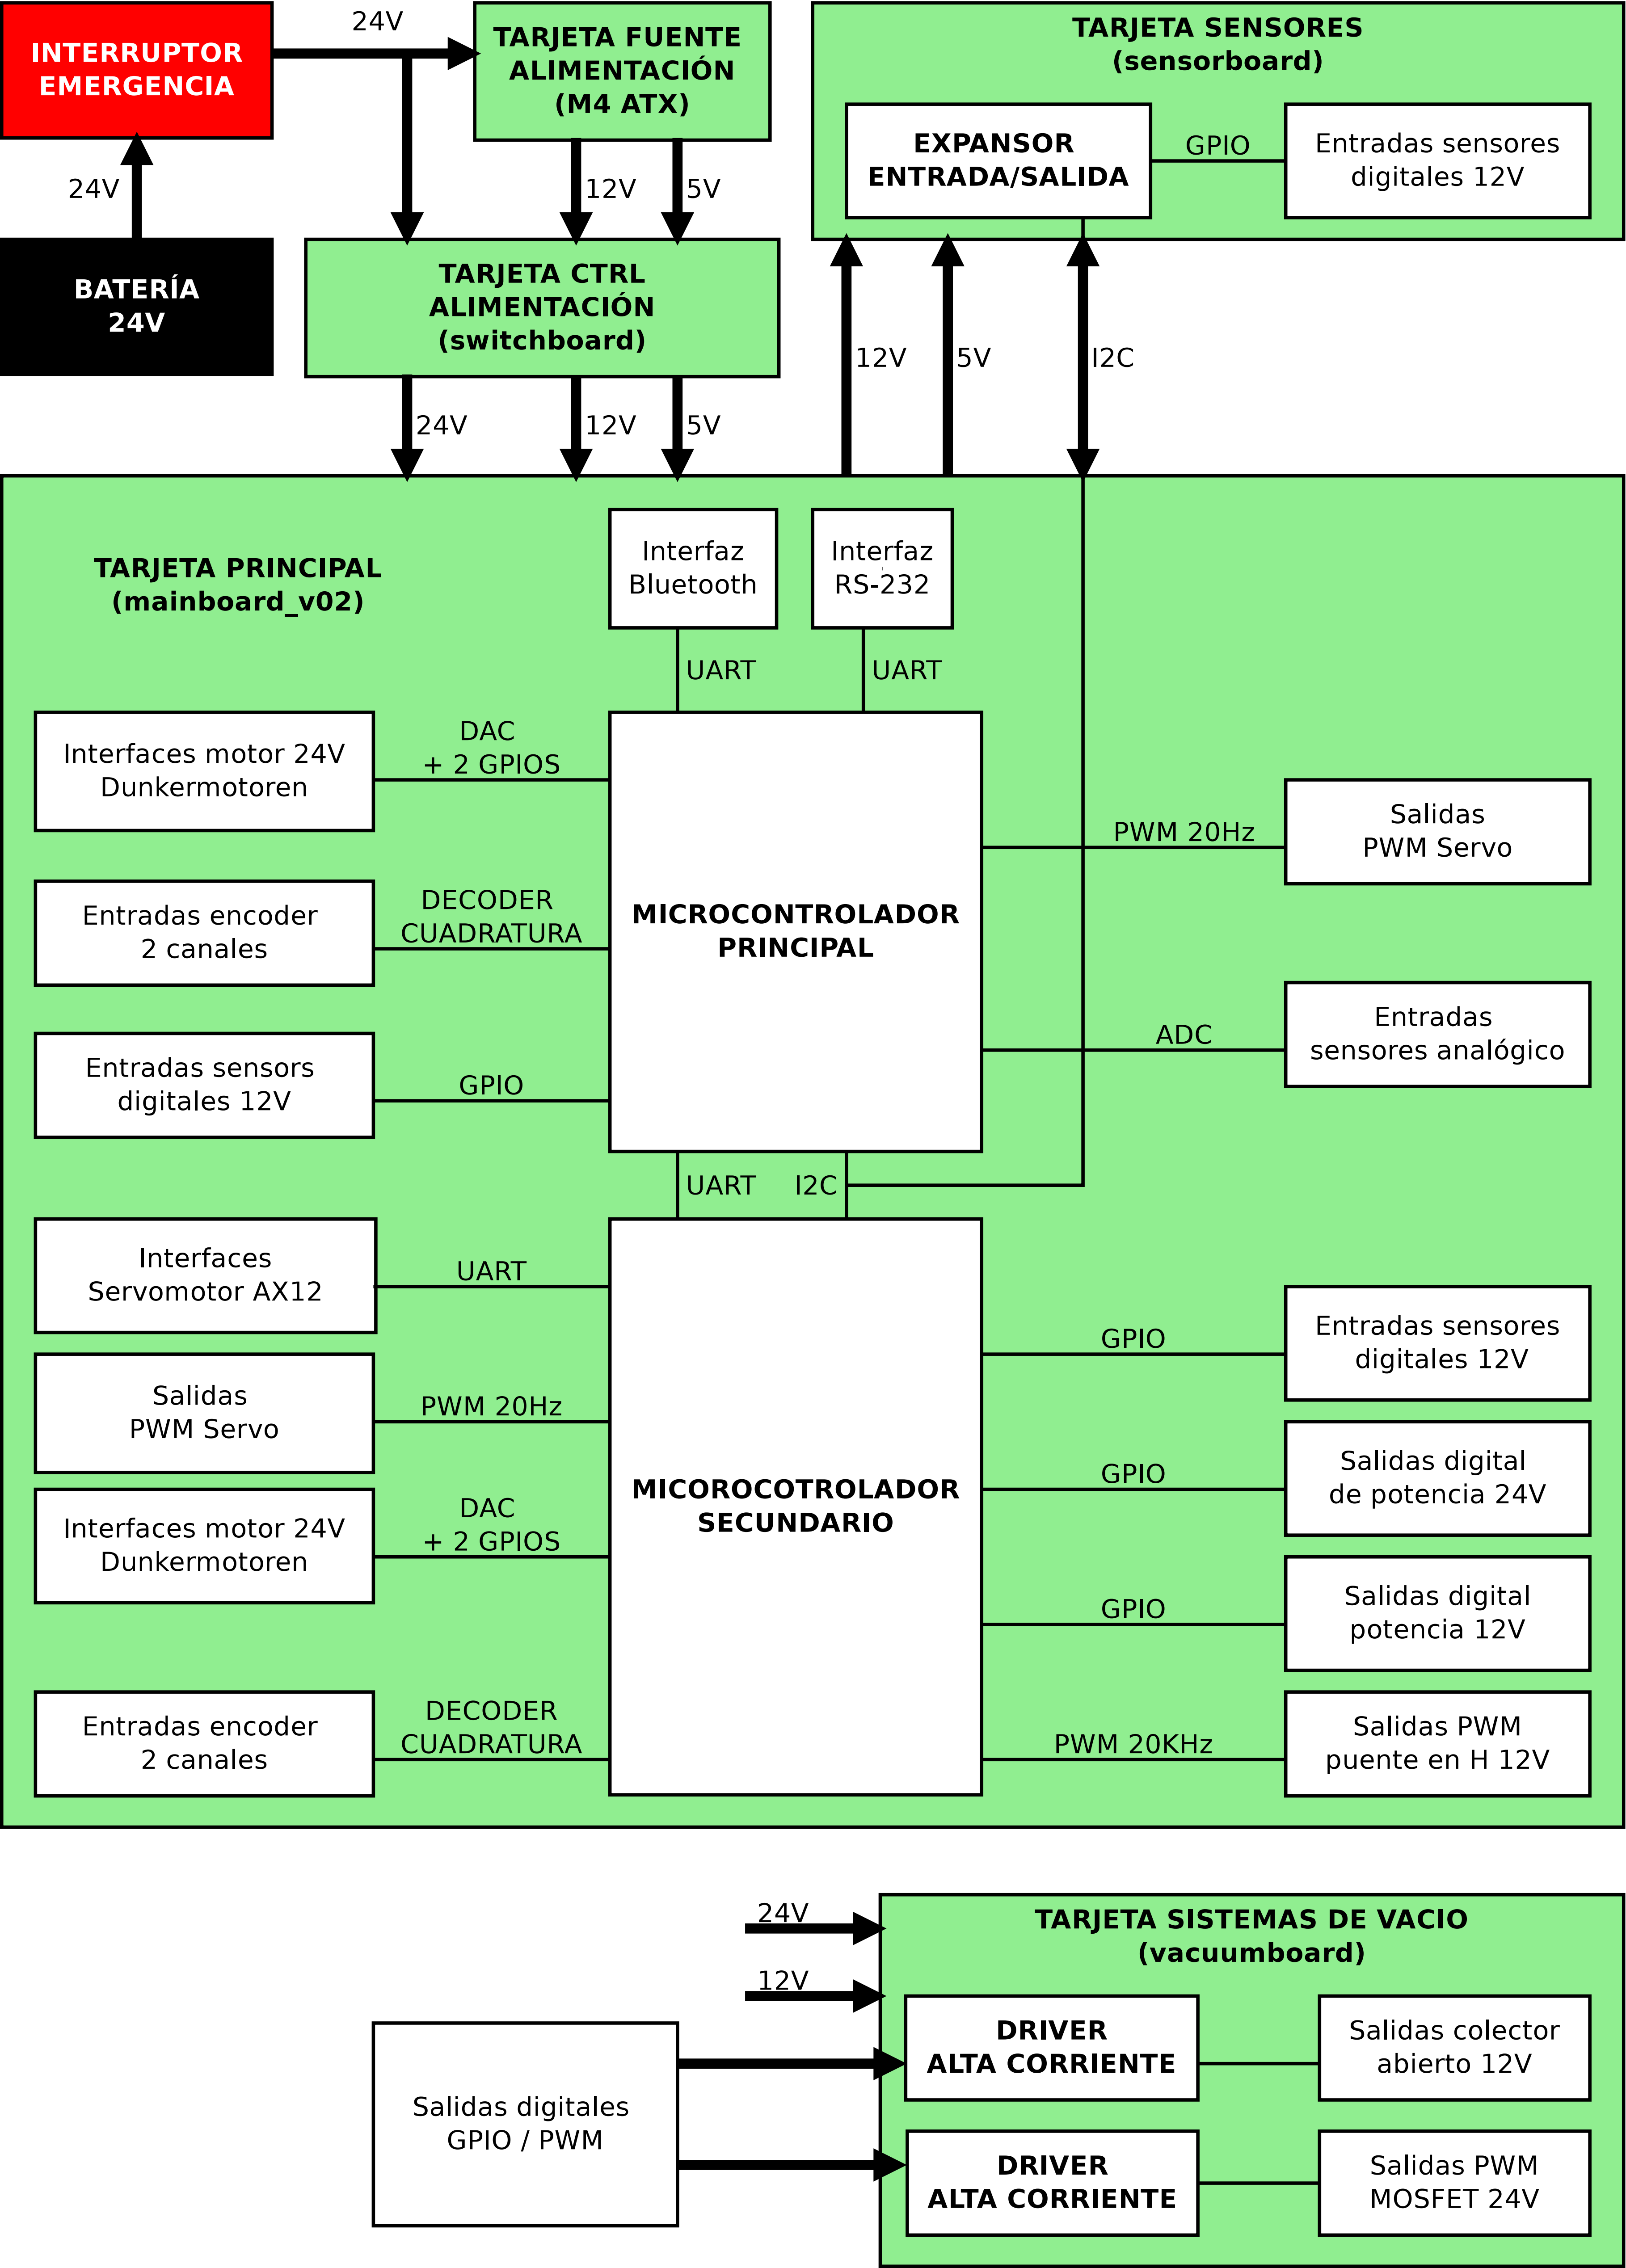 24V
INTERRUPTOR
EMERGENCIA
TARJETA FUENTE
ALIMENTACIÓN
(M4 ATX)
TARJETA SENSORES
(sensorboard)
EXPANSOR
ENTRADA/SALIDA
GPIO
Entradas sensores
digitales 12V
24V
12V
5V
BATERÍA
24V
TARJETA CTRL
ALIMENTACIÓN
(switchboard)
12V
5V
I2C
24V
12V
5V
TARJETA PRINCIPAL
(mainboard_v02)
Interfaz
Bluetooth
Interfaz
RS-232
UART
UART
Interfaces motor 24V
Dunkermotoren
DAC
+ 2 GPIOS
MICROCONTROLADOR
PRINCIPAL
PWM 20Hz
Salidas
PWM Servo
Entradas encoder
2 canales
DECODER
CUADRATURA
ADC
Entradas
sensores analógico
Entradas sensors
digitales 12V
GPIO
UART
I2C
Interfaces
Servomotor AX12
UART
MICOROCOTROLADOR
SECUNDARIO
GPIO
Entradas sensores
digitales 12V
Salidas
PWM Servo
PWM 20Hz
GPIO
Salidas digital
de potencia 24V
Interfaces motor 24V
Dunkermotoren
DAC
+ 2 GPIOS
GPIO
Salidas digital
potencia 12V
Entradas encoder
2 canales
DECODER
CUADRATURA
PWM 20KHz
Salidas PWM
puente en H 12V
24V
12V
TARJETA SISTEMAS DE VACIO
(vacuumboard)
DRIVER
ALTA CORRIENTE
Salidas colector
abierto 12V
Salidas digitales
GPIO / PWM
DRIVER
ALTA CORRIENTE
Salidas PWM
MOSFET 24V